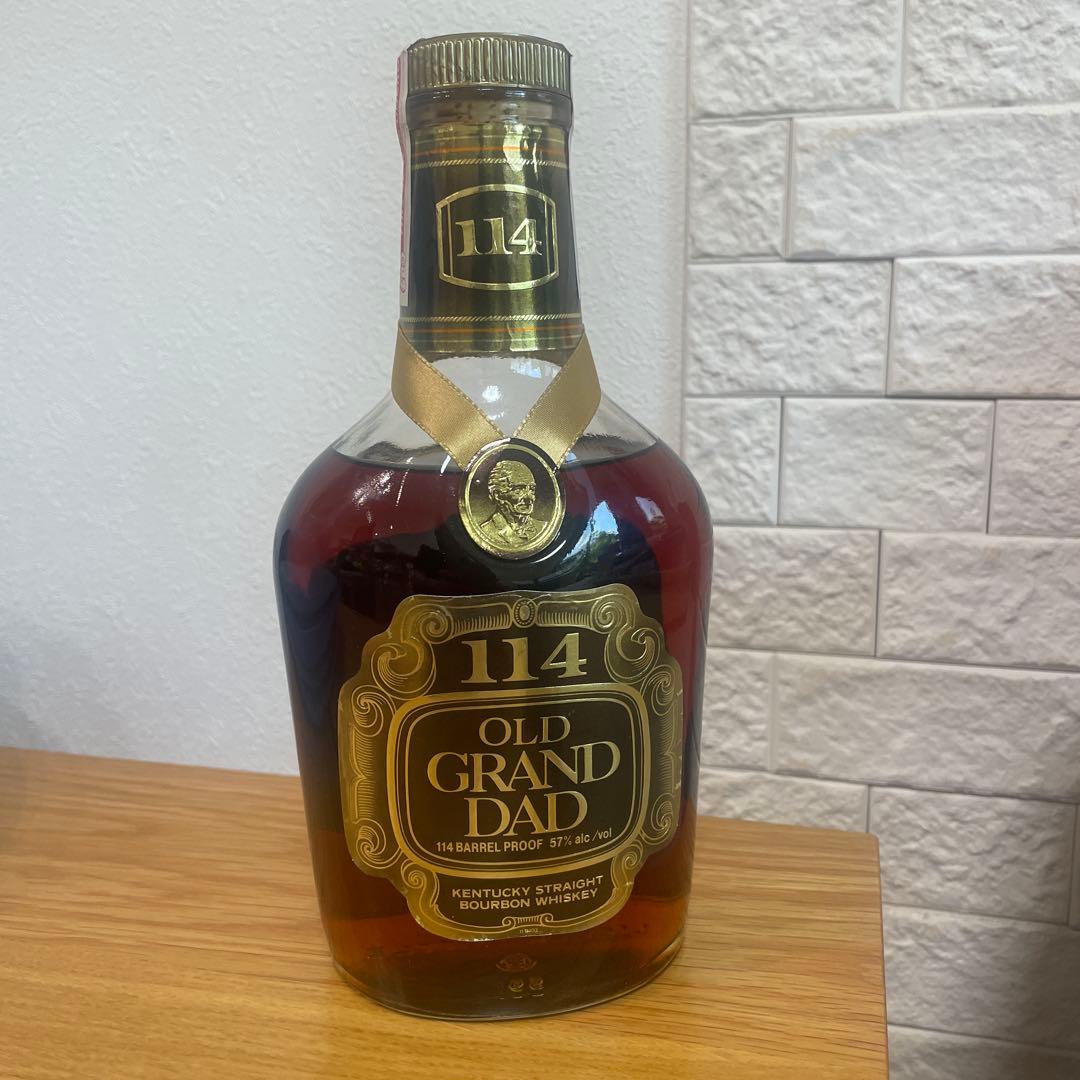 114
114
OLD
GRAND
DAD
114 BARREL PROOF 57% alc/vol
KENTUCKY STRAIGHT
BOURBON WHISKEY